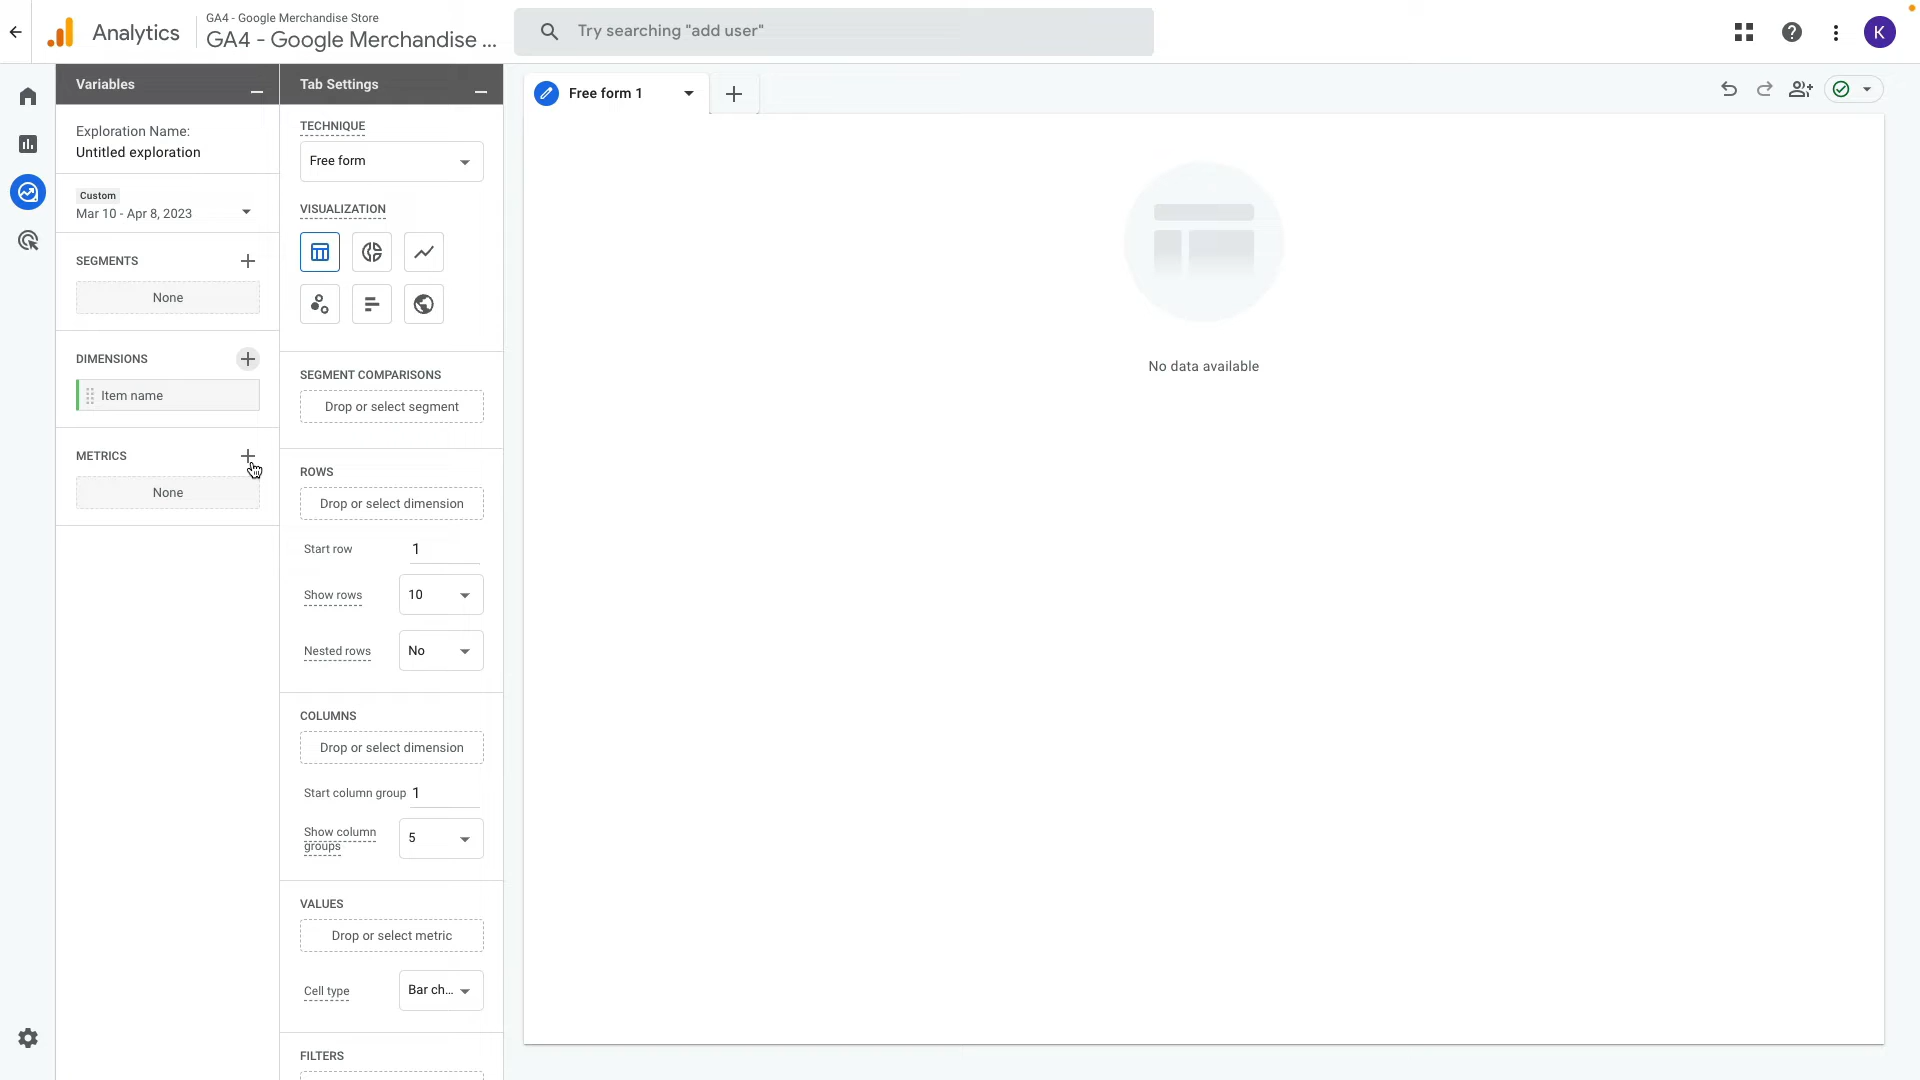 GA4 - Google Merchandise Store
Analytics
GA4 - Google Merchandise ...
Try searching "add user"
K
Variables
Exploration Name:
Untitled exploration
Custom
Mar 10 - Apr 8, 2023
SEGMENTS
None
DIMENSIONS
Item name
METRICS
None
Tab Settings
TECHNIQUE
Free form
VISUALIZATION
SEGMENT COMPARISONS
Drop or select segment
ROWS
Drop or select dimension
Start row 1
Show rows 10
Nested rows No
COLUMNS
Drop or select dimension
Start column group 1
Show column
groups
5
VALUES
Drop or select metric
Cell type Bar ch...
FILTERS
Free form 1
No data available